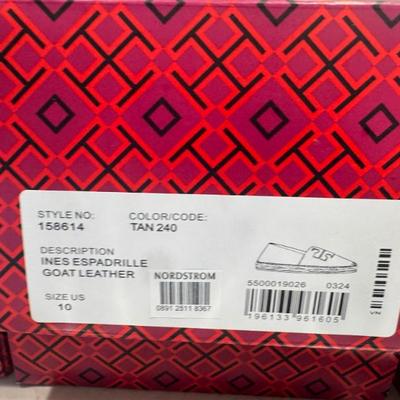 STYLE NO: COLOR/CODE:
158614 TAN 240
DESCRIPTION
INES ESPADRILLE
GOAT LEATHER
NORDSTROM
0891 2511 8367
SIZE US
10
5500019026 0324
196133 961605